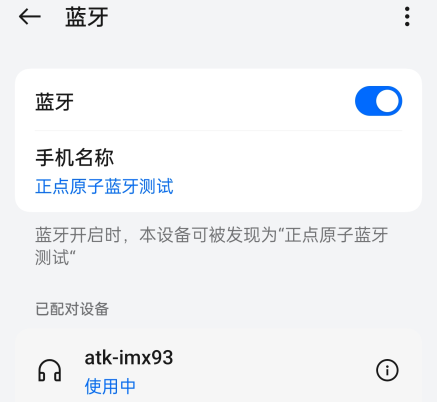 蓝牙
蓝牙
手机名称
正点原子蓝牙测试
蓝牙开启时，本设备可被发现为“正点原子蓝牙
测试”
已配对设备
atk-imx93
使用中